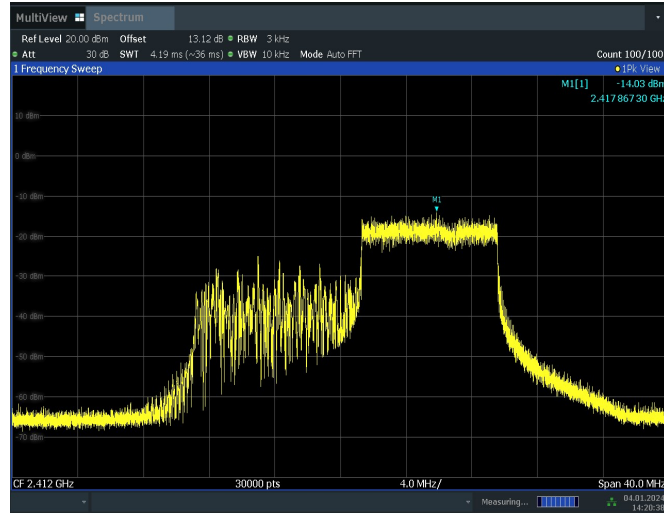 MultiView Spectrum
Ref Level 20.00 dBm Offset 13.12 dB RBW 3 kHz
Att 30 dB SWT 4.19 ms (~36 ms) VBW 10 kHz Mode Auto FFT Count 100/100
1 Frequency Sweep 1Pk View
M1[1] -14.03 dBm
2.417 867 30 GHz
10 dBm
0 dBm
M1
-10 dBm
-20 dBm
-30 dBm
-40 dBm
-50 dBm
-60 dBm
-70 dBm
CF 2.412 GHz 30000 pts 4.0 MHz/ Span 40.0 MHz
Measuring... 04.01.2024
14:20:38